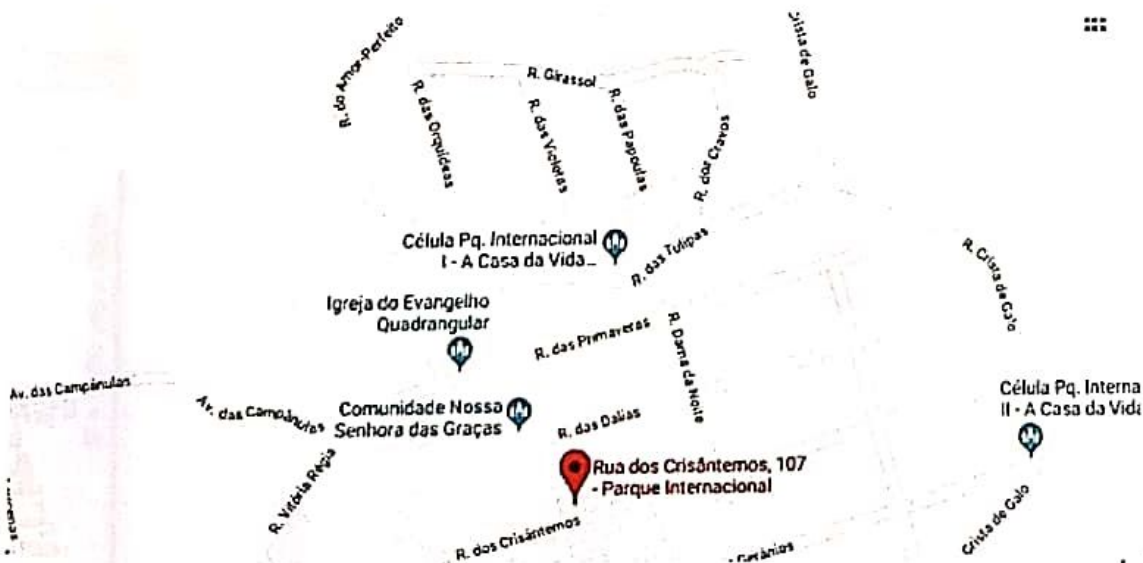 R. do Amor-Perfeito
R. Girassol
Crista de Galo
R. das Orquídeas
R. das Violetas
R. das Papoulas
R. dos Cravos
Célula Pq. Internacional
I - A Casa da Vida...
R. das Tulipas
R. Crista de Galo
Igreja do Evangelho
Quadrangular
R. das Primaveras
R. Dama da Noite
Av. das Campânulas
Av. das Campânulas
Comunidade Nossa
Senhora das Graças
R. das Dálias
Célula Pq. Interna
II - A Casa da Vida
Rua dos Crisântemos, 107
- Parque Internacional
R. Vitória Régia
R. dos Crisântemos
Gerânios
Crista de Galo